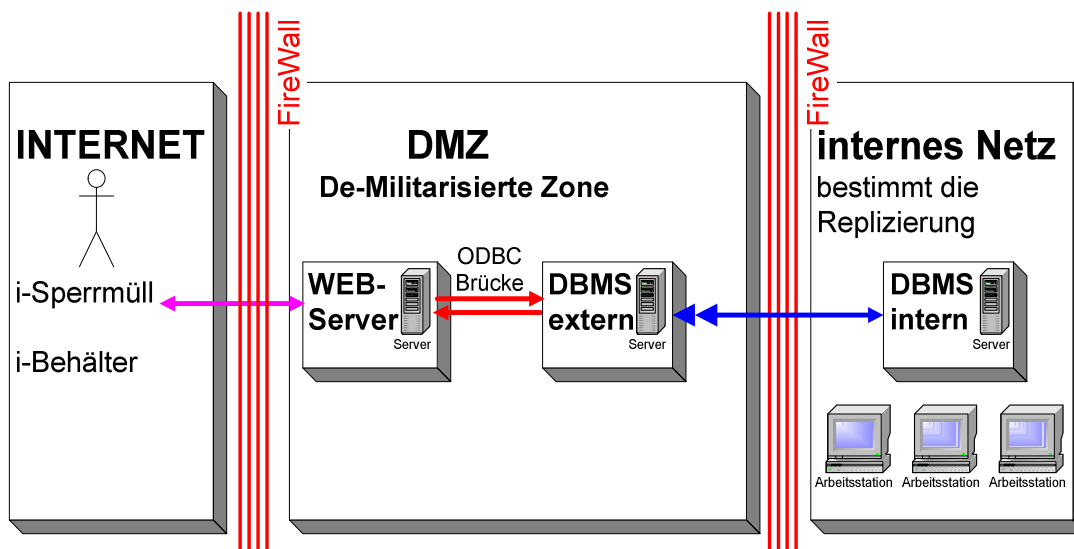 FireWall
FireWall
INTERNET
i-Sperrmüll
i-Behälter
DMZ
De-Militarisierte Zone
WEB-
Server
Server
ODBC
Brücke
DBMS
extern
Server
internes Netz
bestimmt die
Replizierung
DBMS
intern
Server
Arbeitsstation
Arbeitsstation
Arbeitsstation